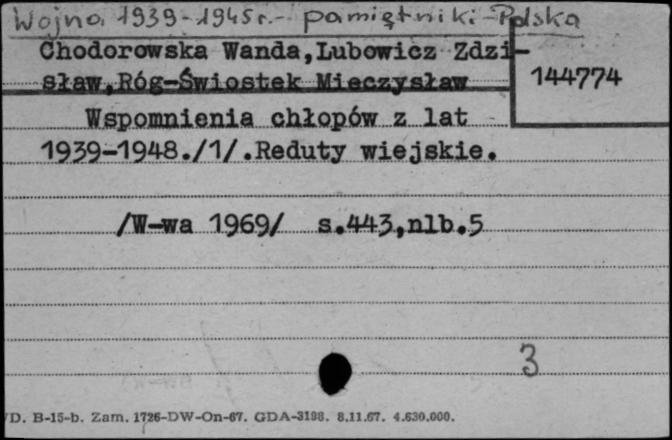 Wojna 1939-1945r.- pamiętniki-Polska
Chodorowska Wanda,Lubowicz Zdzi-
sław,Róg-Świostek Mieczysław
144774
Wspomnienia chłopów z lat
1939-1948./1/.Reduty wiejskie.
/W-wa 1969/ s.443,nlb.5
3
D. B-15-b. Zam. 1726-DW-On-67. GDA-3198. 8.11.67. 4.630.000.